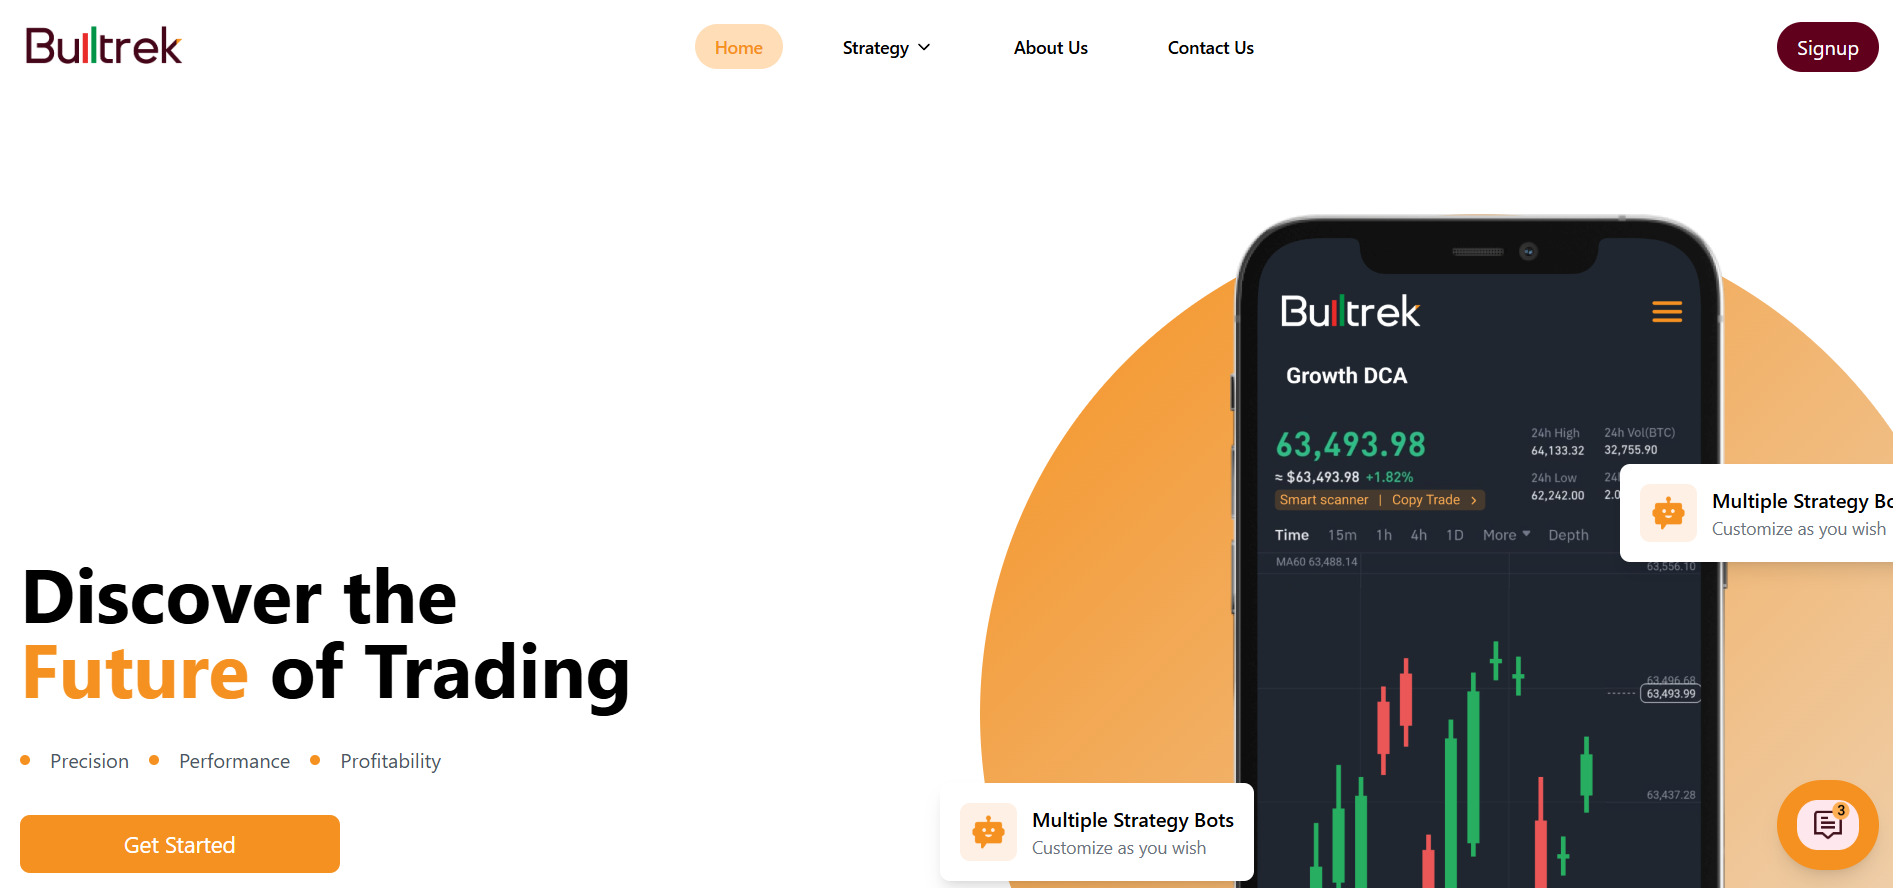 Bulltrek
Home
Strategy
About Us
Contact Us
Signup
Discover the
Future of Trading
Precision
Performance
Profitability
Get Started
Bulltrek
Growth DCA
63,493.98
≈ $63,493.98 +1.82%
Smart scanner | Copy Trade >
24h High
64,133.32
24h Vol(BTC)
32,755.90
24h Low
62,242.00
24
2.0
Time 15m 1h 4h 1D More Depth
MA60 63,488.14
63,556.10
63,496.68
63,493.99
63,437.28
Multiple Strategy
Customize as you wish
Multiple Strategy Bots
Customize as you wish
3